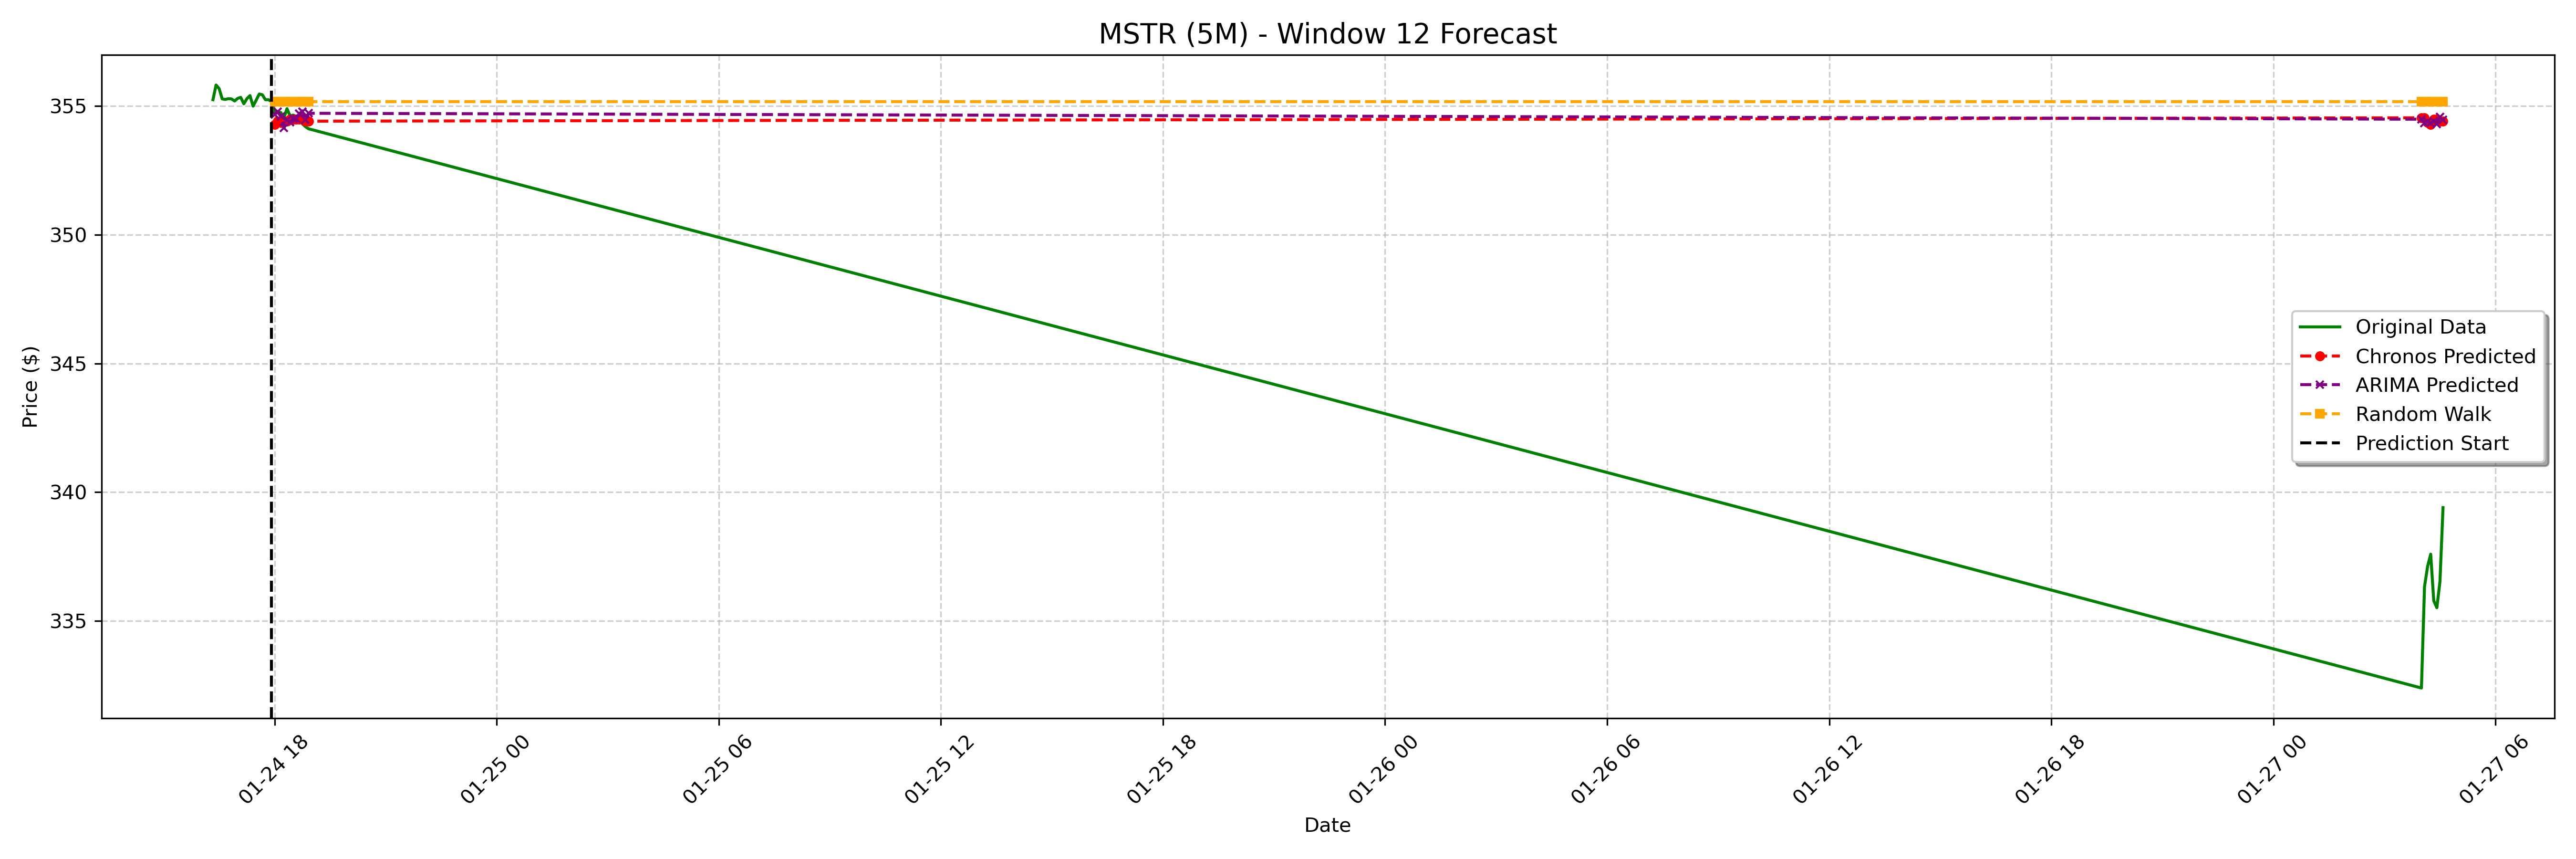 MSTR (5M) - Window 12 Forecast
Price ($)
355
350
345
340
335
Original Data
Chronos Predicted
ARIMA Predicted
Random Walk
Prediction Start
01-24 18
01-25 00
01-25 06
01-25 12
01-25 18
01-26 00
01-26 06
01-26 12
01-26 18
01-27 00
01-27 06
Date